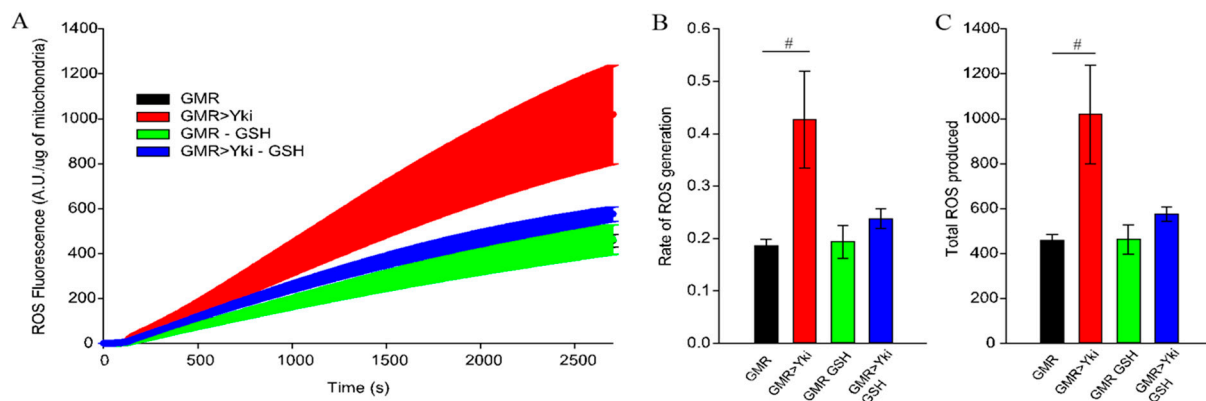 A
ROS Fluorescence (A.U./ug of mitochondria)
1400
1200
1000
800
600
400
200
0
GMR
GMR>Yki
GMR - GSH
GMR>Yki - GSH
0
500
1000
1500
2000
2500
Time (s)
B
Rate of ROS generation
0.6
0.5
0.4
0.3
0.2
0.1
0.0
#
GMR
GMR>Yki
GMR GSH
GMR>Yki
GSH
C
Total ROS produced
1400
1200
1000
800
600
400
200
0
#
GMR
GMR>Yki
GMR GSH
GMR>Yki
GSH